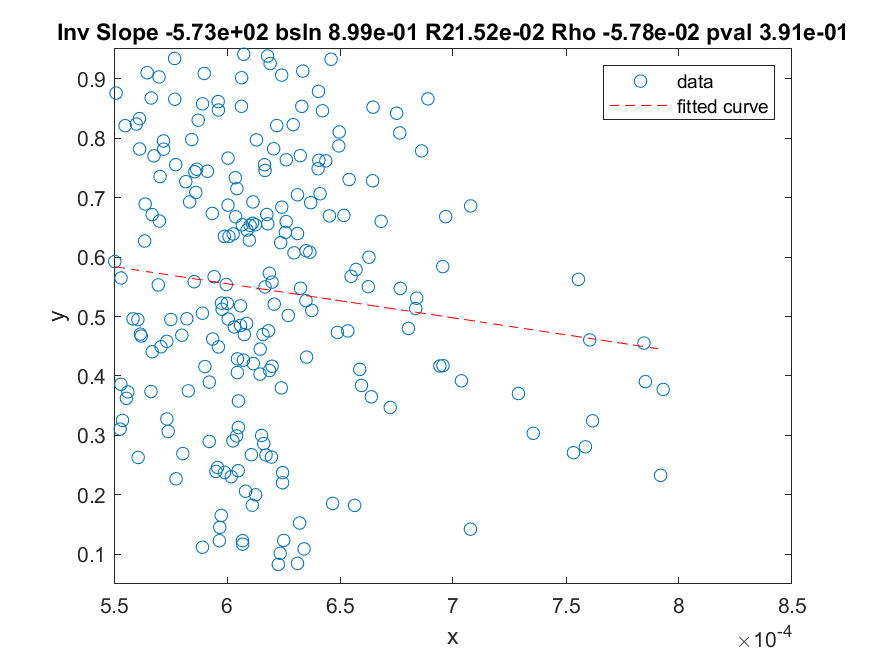 Inv Slope -5.73e+02 bsln 8.99e-01 R21.52e-02 Rho -5.78e-02 pval 3.91e-01
data
fitted curve
0.9
0.8
0.7
0.6
0.5
0.4
0.3
0.2
0.1
y
5.5 6 6.5 7 7.5 8 8.5
x
×10⁻⁴